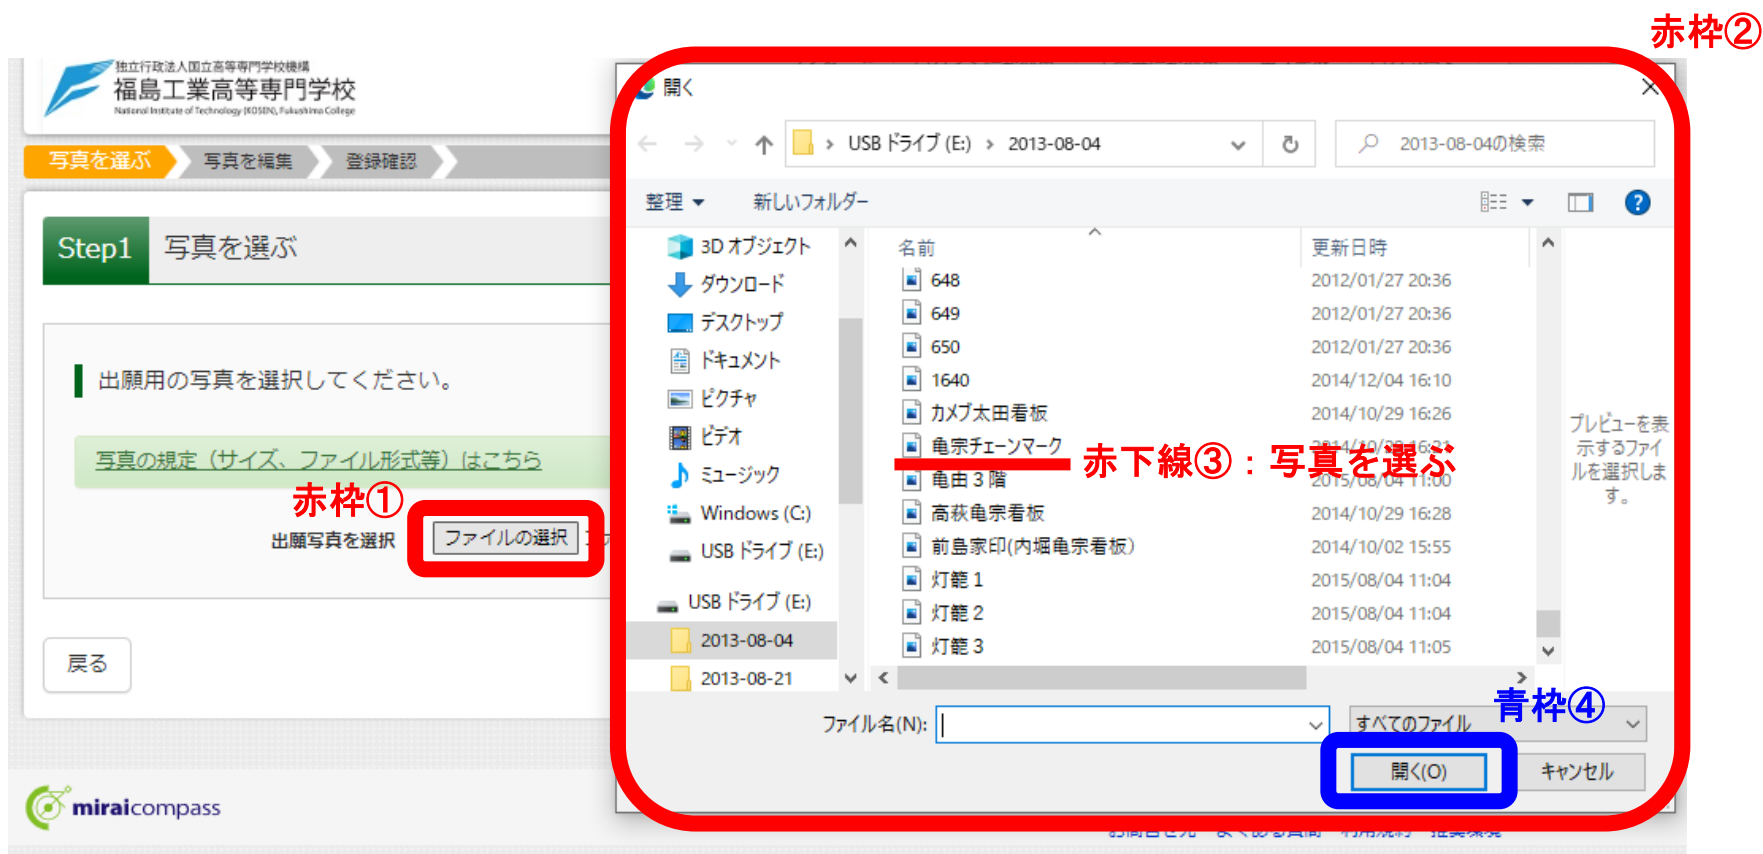 赤枠②
独立行政法人国立高等専門学校機構
福島工業高等専門学校
National Institute of Technology (KOSEN), Fukushima College
写真を選ぶ
写真を編集
登録確認
Step1
写真を選ぶ
出願用の写真を選択してください。
写真の規定（サイズ、ファイル形式等）はこちら
赤枠①
出願写真を選択
ファイルの選択
戻る
miraicompass
開く
USB ドライブ (E:) › 2013-08-04
2013-08-04の検索
整理
新しいフォルダー
3D オブジェクト
ダウンロード
デスクトップ
ドキュメント
ピクチャ
ビデオ
ミュージック
Windows (C:)
USB ドライブ (E:)
USB ドライブ (E:)
2013-08-04
2013-08-21
名前 更新日時
648 2012/01/27 20:36
649 2012/01/27 20:36
650 2012/01/27 20:36
1640 2014/12/04 16:10
カメブ太田看板 2014/10/29 16:26
亀宗チェーンマーク
赤下線③：写真を選ぶ
亀由３階 2015/08/04 11:00
高萩亀宗看板 2014/10/29 16:28
前島家印(内堀亀宗看板） 2014/10/02 15:55
灯籠１ 2015/08/04 11:04
灯籠２ 2015/08/04 11:04
灯籠３ 2015/08/04 11:05
プレビューを表
示するファイ
ルを選択しま
す。
青枠④
ファイル名(N):
すべてのファイル
開く(O)
キャンセル